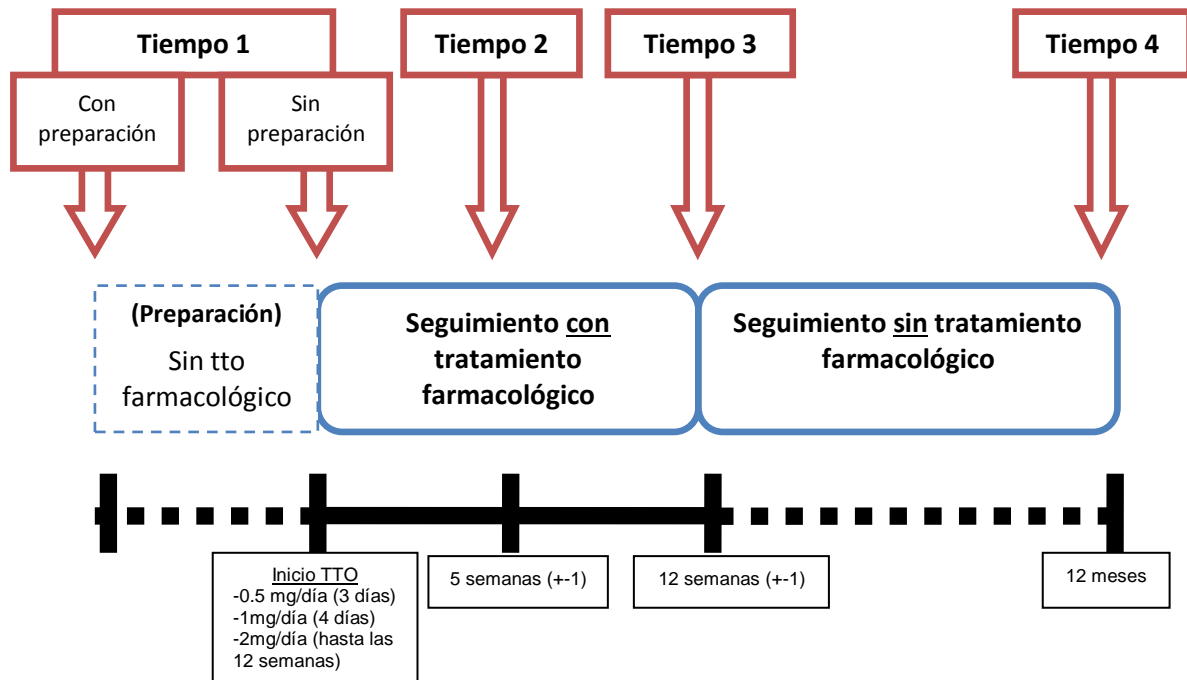 Tiempo 1
Tiempo 2
Tiempo 3
Tiempo 4
Con
preparación
Sin
preparación
(Preparación)
Sin tto
farmacológico
Seguimiento con
tratamiento
farmacológico
Seguimiento sin tratamiento
farmacológico
Inicio TTO
-0.5 mg/día (3 días)
-1mg/día (4 días)
-2mg/día (hasta las
12 semanas)
5 semanas (+-1)
12 semanas (+-1)
12 meses